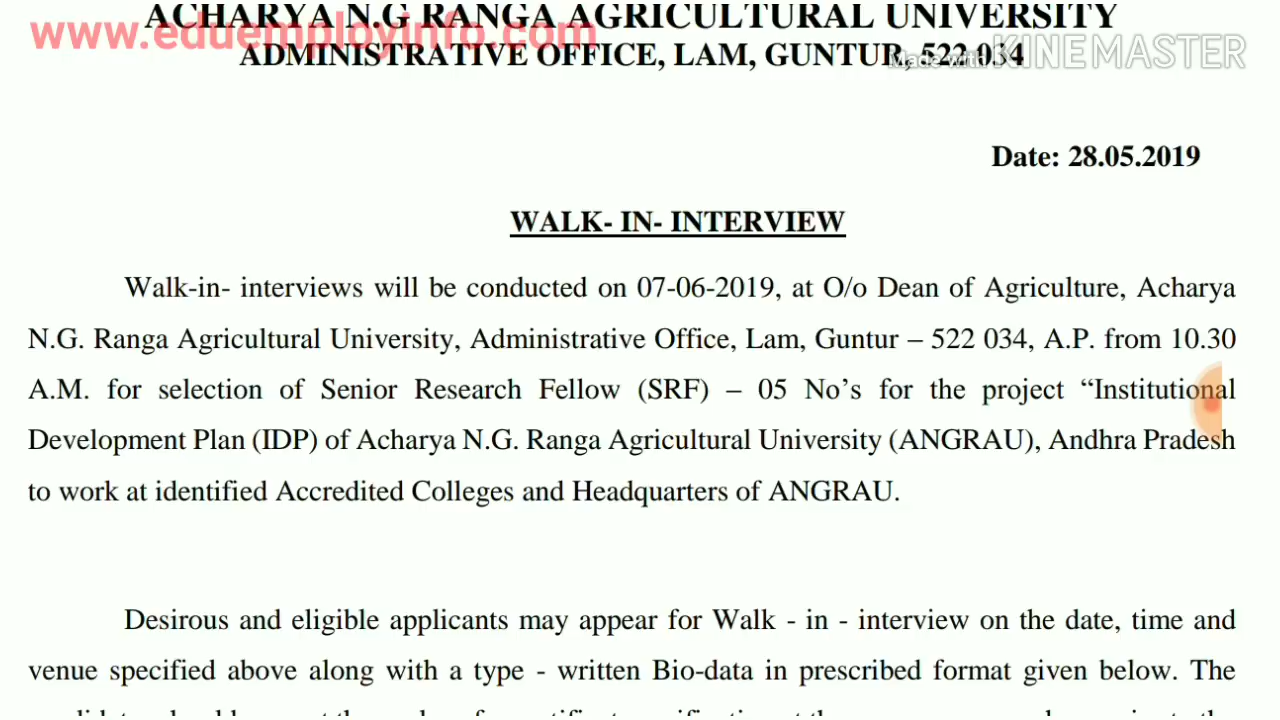 ACHARYA N.G RANGA AGRICULTURAL UNIVERSITY
www.eduemployinfo.com
ADMINISTRATIVE OFFICE, LAM, GUNTUR, 522 034
Made with KINEMASTER
Date: 28.05.2019
WALK- IN- INTERVIEW
Walk-in- interviews will be conducted on 07-06-2019, at O/o Dean of Agriculture, Acharya
N.G. Ranga Agricultural University, Administrative Office, Lam, Guntur – 522 034, A.P. from 10.30
A.M. for selection of Senior Research Fellow (SRF) – 05 No’s for the project “Institutional
Development Plan (IDP) of Acharya N.G. Ranga Agricultural University (ANGRAU), Andhra Pradesh
to work at identified Accredited Colleges and Headquarters of ANGRAU.
Desirous and eligible applicants may appear for Walk - in - interview on the date, time and
venue specified above along with a type - written Bio-data in prescribed format given below. The